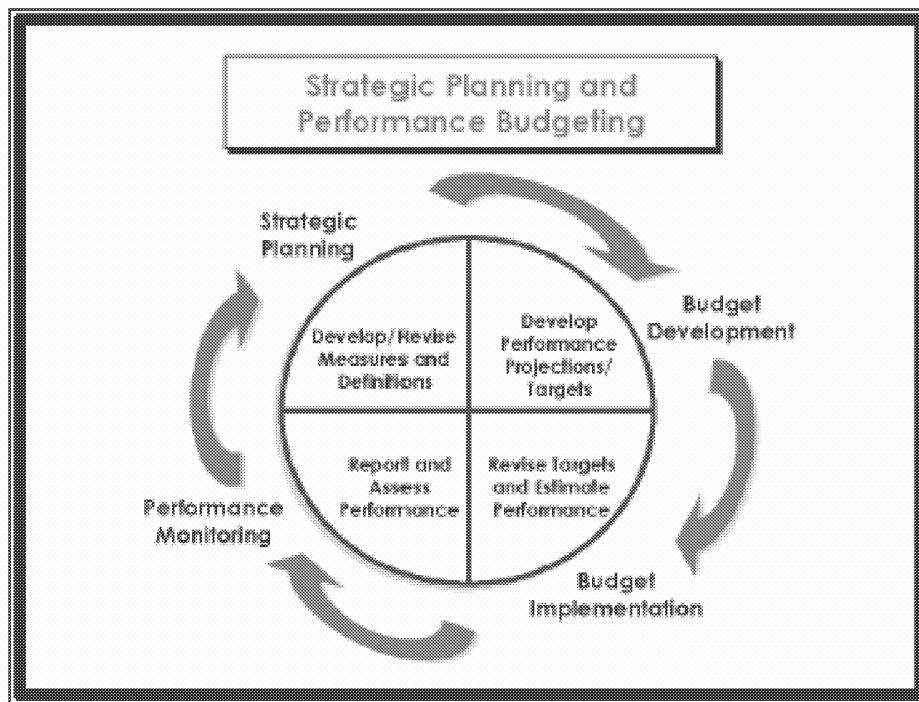 Strategic Planning and
Performance Budgeting
Strategic
Planning
Budget
Development
Develop/Revise
Measures and
Definitions
Develop
Performance
Projections/
Targets
Report and
Assess
Performance
Revise Targets
and Estimate
Performance
Performance
Monitoring
Budget
Implementation